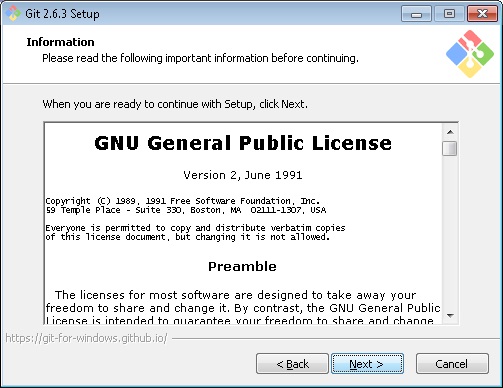 Git 2.6.3 Setup
Information
Please read the following important information before continuing.
When you are ready to continue with Setup, click Next.
GNU General Public License
Version 2, June 1991
Copyright (C) 1989, 1991 Free Software Foundation, Inc.
59 Temple Place - Suite 330, Boston, MA  02111-1307, USA
Everyone is permitted to copy and distribute verbatim copies
of this license document, but changing it is not allowed.
Preamble
The licenses for most software are designed to take away your
freedom to share and change it. By contrast, the GNU General Public
License is intended to guarantee your freedom to share and change
https://git-for-windows.github.io/
< Back
Next >
Cancel